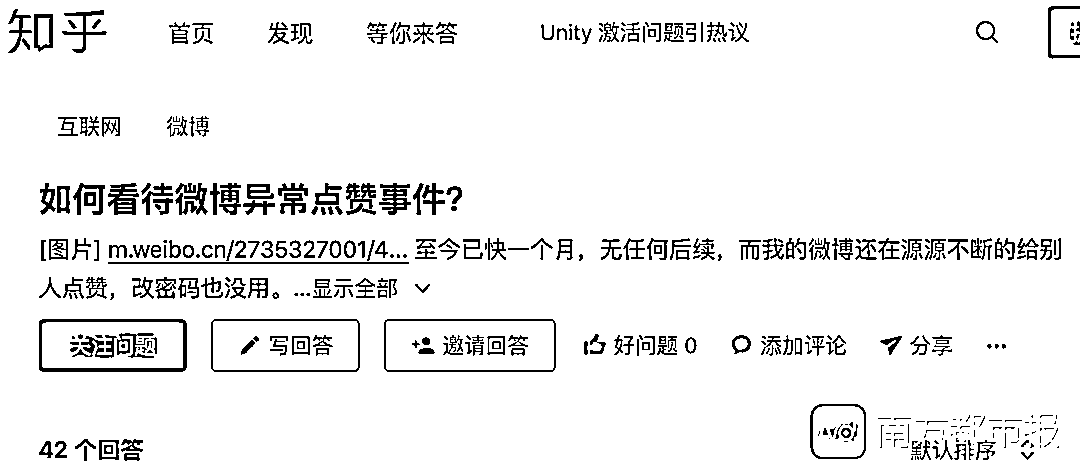 知乎 首页 发现 等你来答 Unity 激活问题引热议
互联网 微博
如何看待微博异常点赞事件?
[图片] m.weibo.cn/2735327001/4... 至今已快一个月，无任何后续，而我的微博还在源源不断的给别
人点赞，改密码也没用。...显示全部
关注问题 写回答 邀请回答 好问题 0 添加评论 分享 ...
42 个回答 默认排序
南方都市报